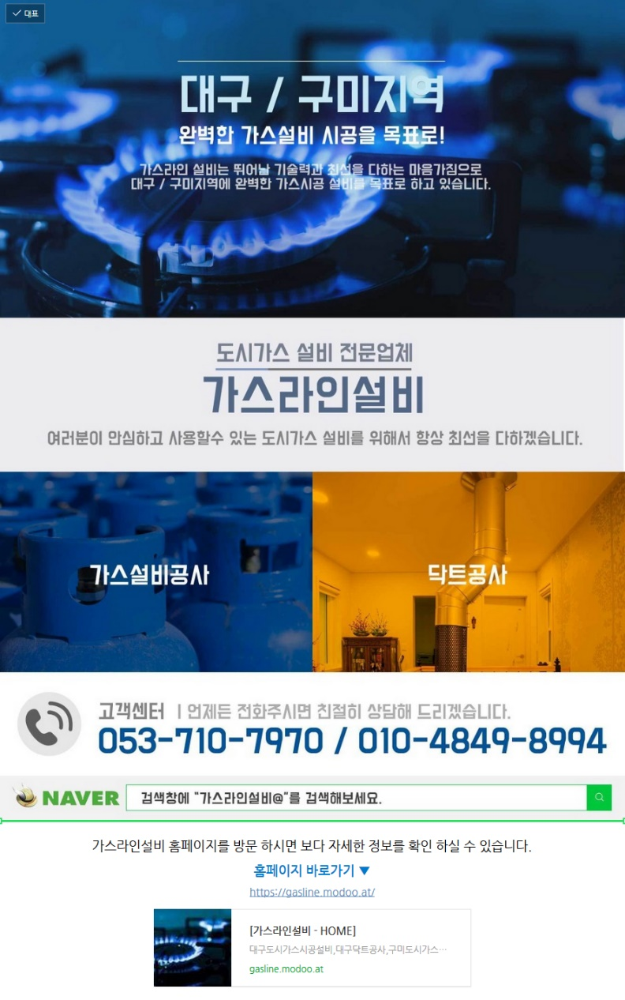 대표
대구 / 구미지역
완벽한 가스설비 시공을 목표로!
가스라인 설비는 뛰어난 기술력과 최선을 다하는 마음가짐으로
대구 / 구미지역에 완벽한 가스시공 설비를 목표로 하고 있습니다.
도시가스 설비 전문업체
가스라인설비
여러분이 안심하고 사용할수 있는 도시가스 설비를 위해서 항상 최선을 다하겠습니다.
가스설비공사
닥트공사
고객센터 | 언제든 전화주시면 친절히 상담해 드리겠습니다.
053-710-7970 / 010-4849-8994
NAVER 검색창에 "가스라인설비@"를 검색해보세요.
가스라인설비 홈페이지를 방문 하시면 보다 자세한 정보를 확인 하실 수 있습니다.
홈페이지 바로가기 ▼
https://gasline.modoo.at/
[가스라인설비 - HOME]
대구도시가스시공설비,대구닥트공사,구미도시가스…
gasline.modoo.at